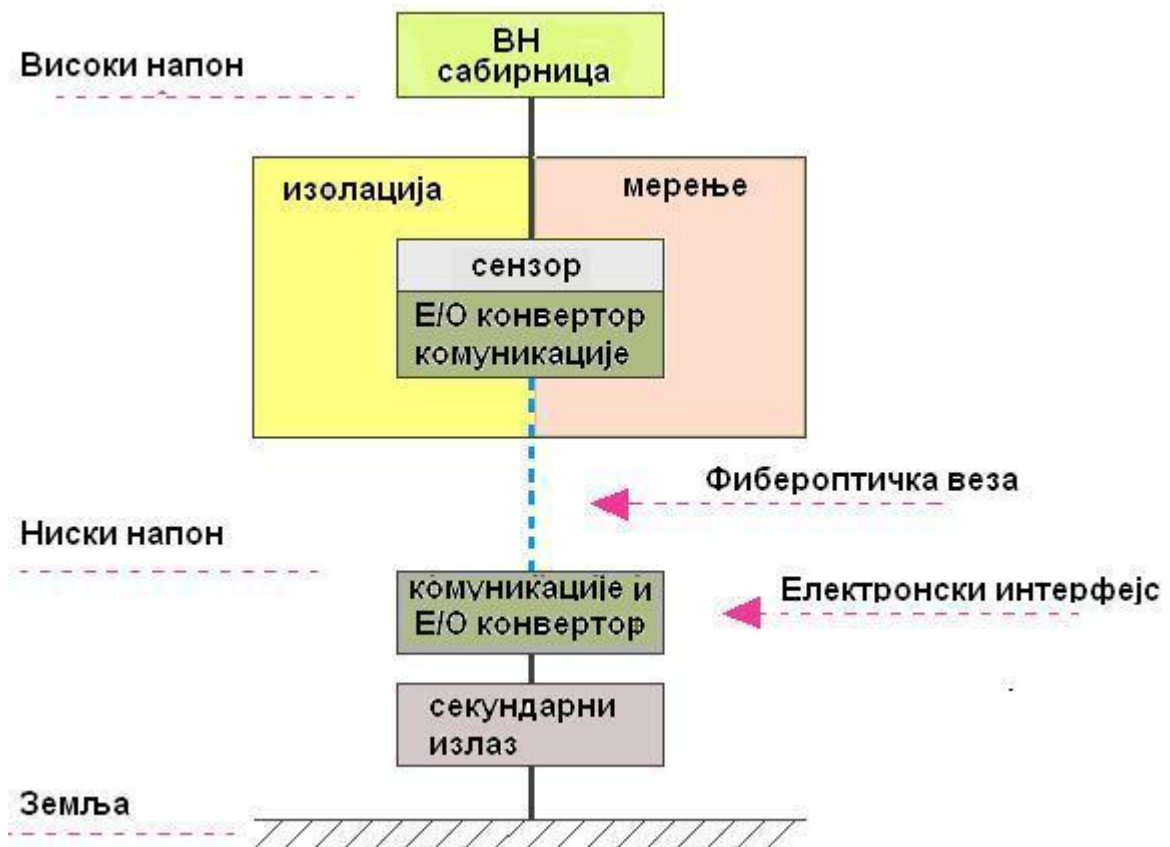 ВН
сабирница
Високи напон
изолација
мерење
сензор
Е/О конвертор
комуникације
Фибероптичка веза
Ниски напон
комуникације и
Е/О конвертор
Електронски интерфејс
секундарни
излаз
Земља